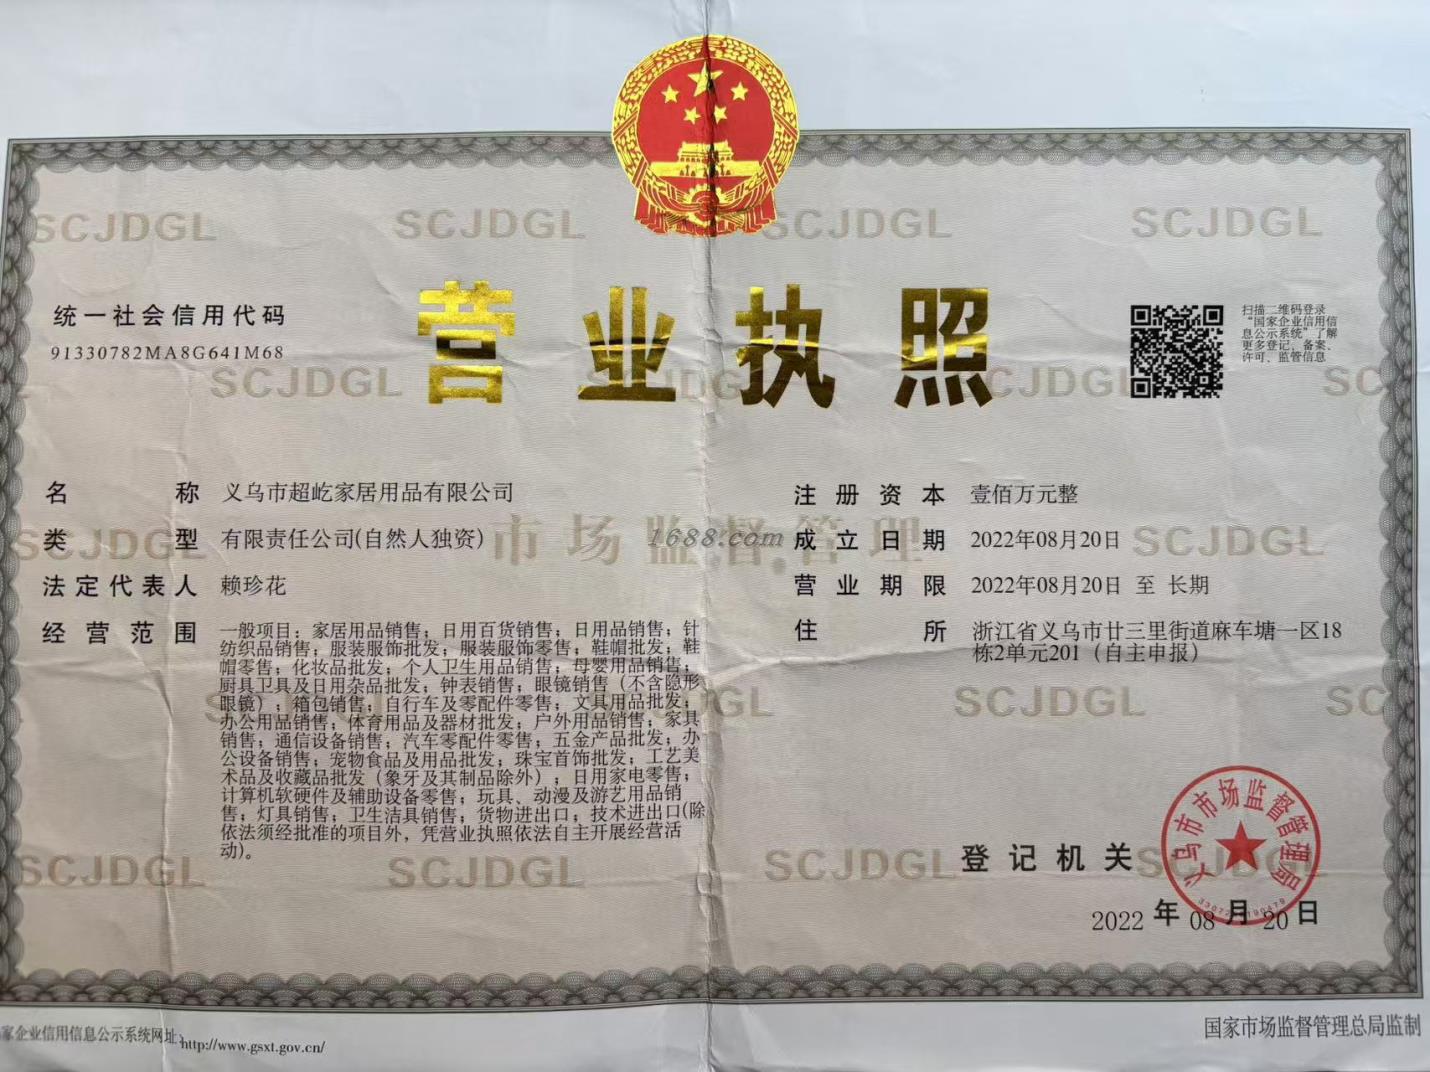 统一社会信用代码
91330782MA8G641M68
营业执照
扫描二维码登录
“国家企业信用信
息公示系统”了解
更多登记、备案、
许可、监管信息
名称 义乌市超屹家居用品有限公司
类型 有限责任公司(自然人独资)
法定代表人 赖珍花
经营范围 一般项目：家居用品销售；日用百货销售；日用品销售；针
纺织品销售；服装服饰批发；服装服饰零售；鞋帽批发；鞋
帽零售；化妆品批发；个人卫生用品销售；母婴用品销售；
厨具卫具及日用杂品批发；钟表销售；眼镜销售（不含隐形
眼镜）；箱包销售；自行车及零配件零售；文具用品批发；
办公用品销售；体育用品及器材批发；户外用品销售；家具
销售；通信设备销售；汽车零配件零售；五金产品批发；办
公设备销售；宠物食品及用品批发；珠宝首饰批发；工艺美
术品及收藏品批发（象牙及其制品除外）；日用家电零售；
计算机软硬件及辅助设备零售；玩具、动漫及游艺用品销
售；灯具销售；卫生洁具销售；货物进出口；技术进出口(除
依法须经批准的项目外，凭营业执照依法自主开展经营活
动)。
注册资本 壹佰万元整
成立日期 2022年08月20日
营业期限 2022年08月20日 至 长期
住所 浙江省义乌市廿三里街道麻车塘一区18
栋2单元201（自主申报）
市场监督管理
1688.com
SCJDGL
SCJDGL
SCJDGL
SCJDGL
SCJDGL
SCJDGL
SCJDGL
SCJDGL
SCJDGL
SCJDGL
SCJDGL
登记机关
义乌市市场监督管理局
2022 年 08 月 20 日
家企业信用信息公示系统网址：http://www.gsxt.gov.cn/
国家市场监督管理总局监制